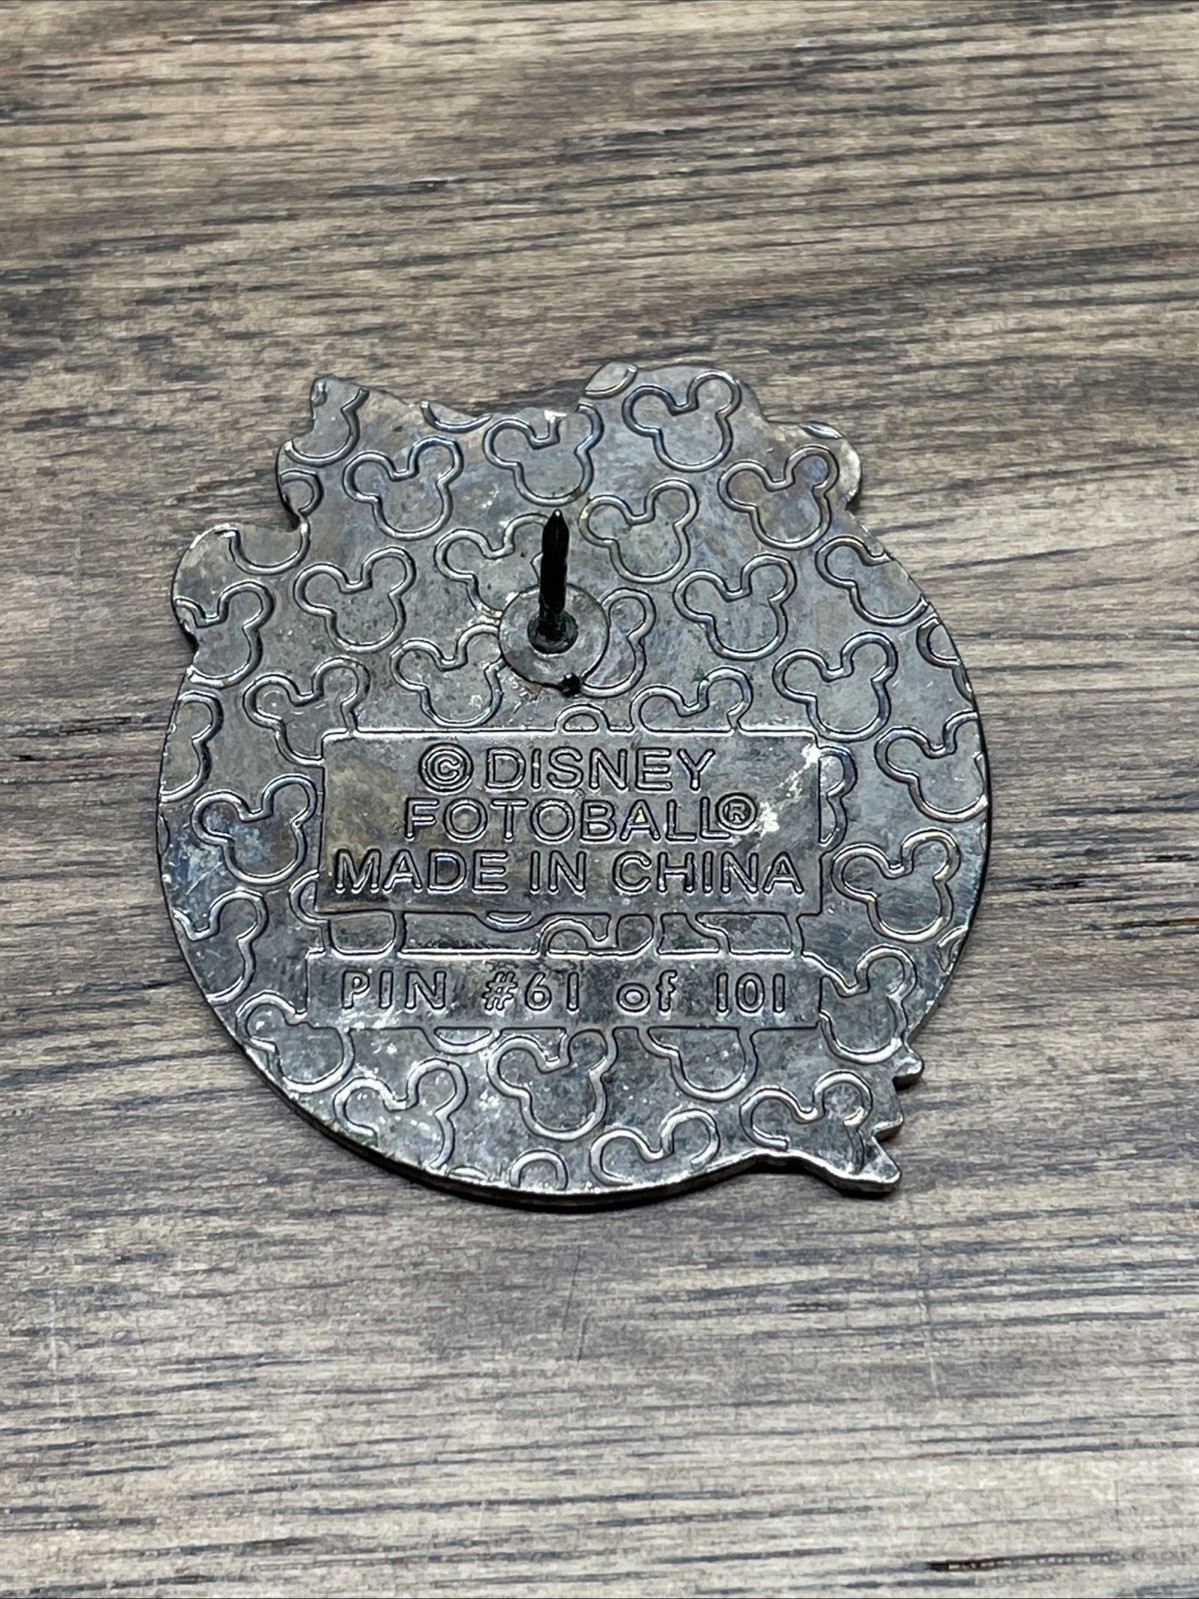 © DISNEY
FOTOBALL®
MADE IN CHINA
PIN #61 of 101